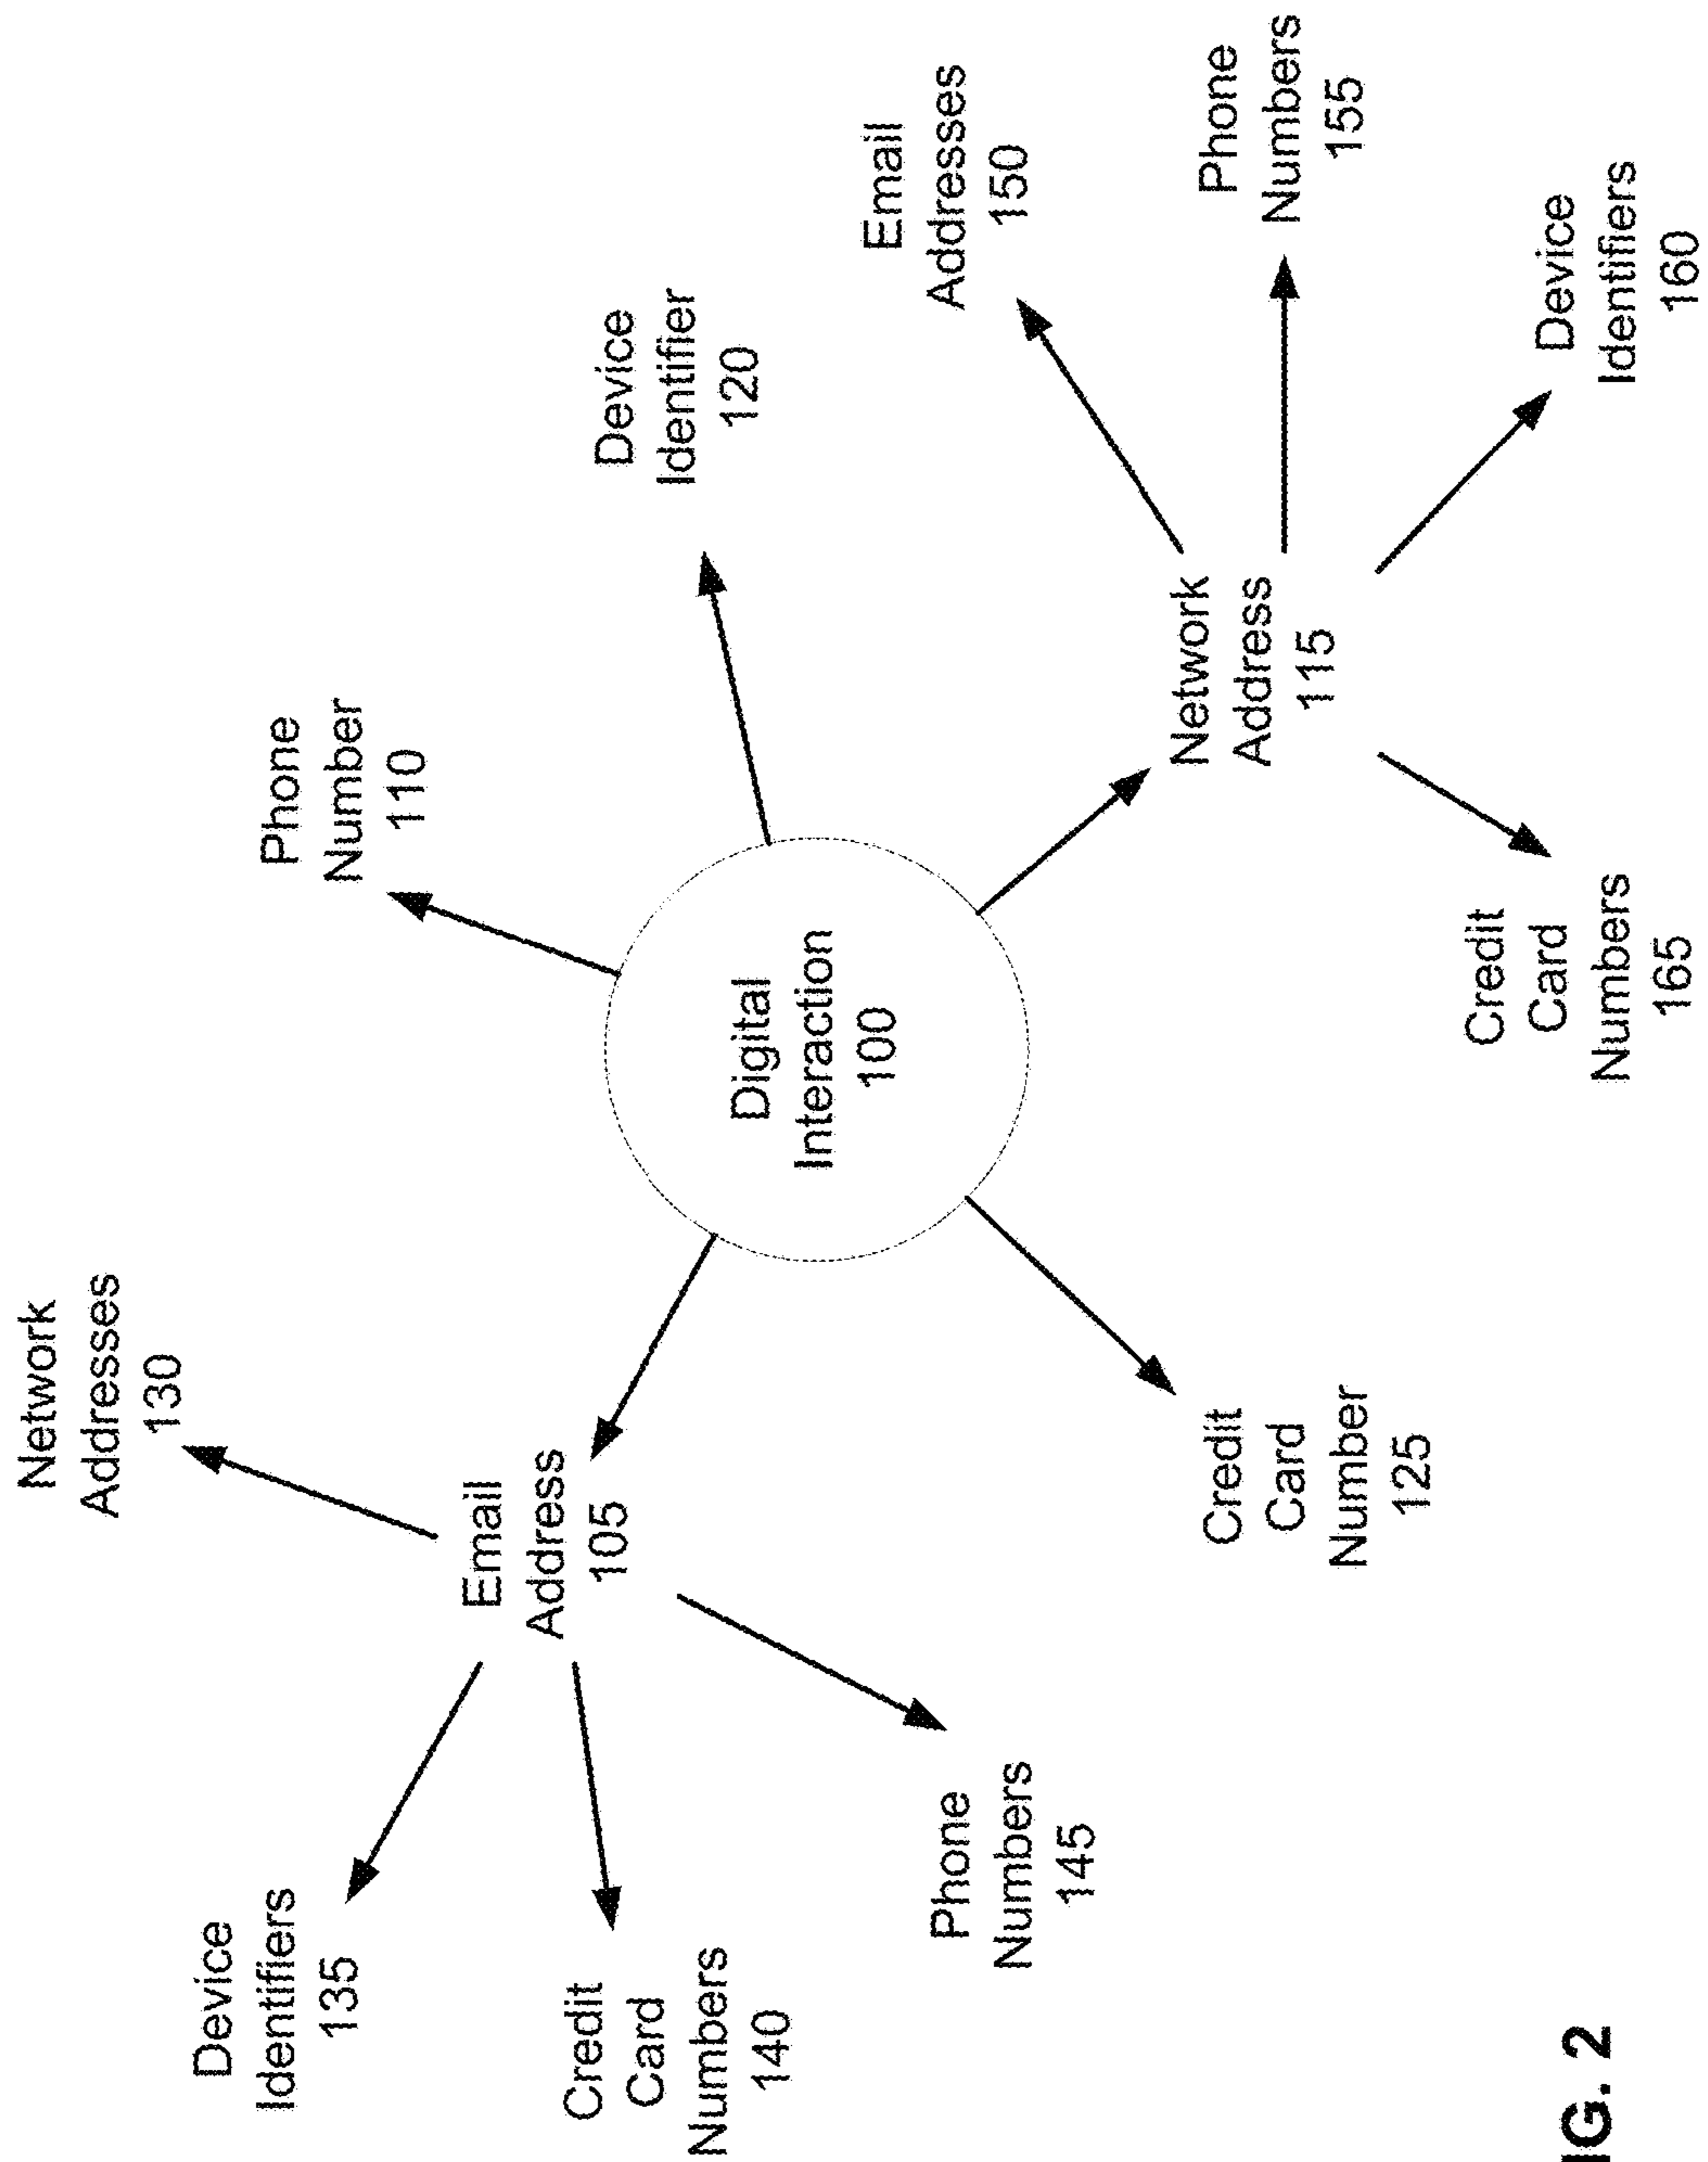 Network
Addresses
130
Device
Identifiers
135
Email
Address
105
Credit
Card
Numbers
140
Phone
Numbers
145
Phone
Number
110
Device
Identifier
120
Digital
Interaction
100
Credit
Card
Number
125
Network
Address
115
Email
Addresses
150
Phone
Numbers
155
Device
Identifiers
160
Credit
Card
Numbers
165
IG. 2